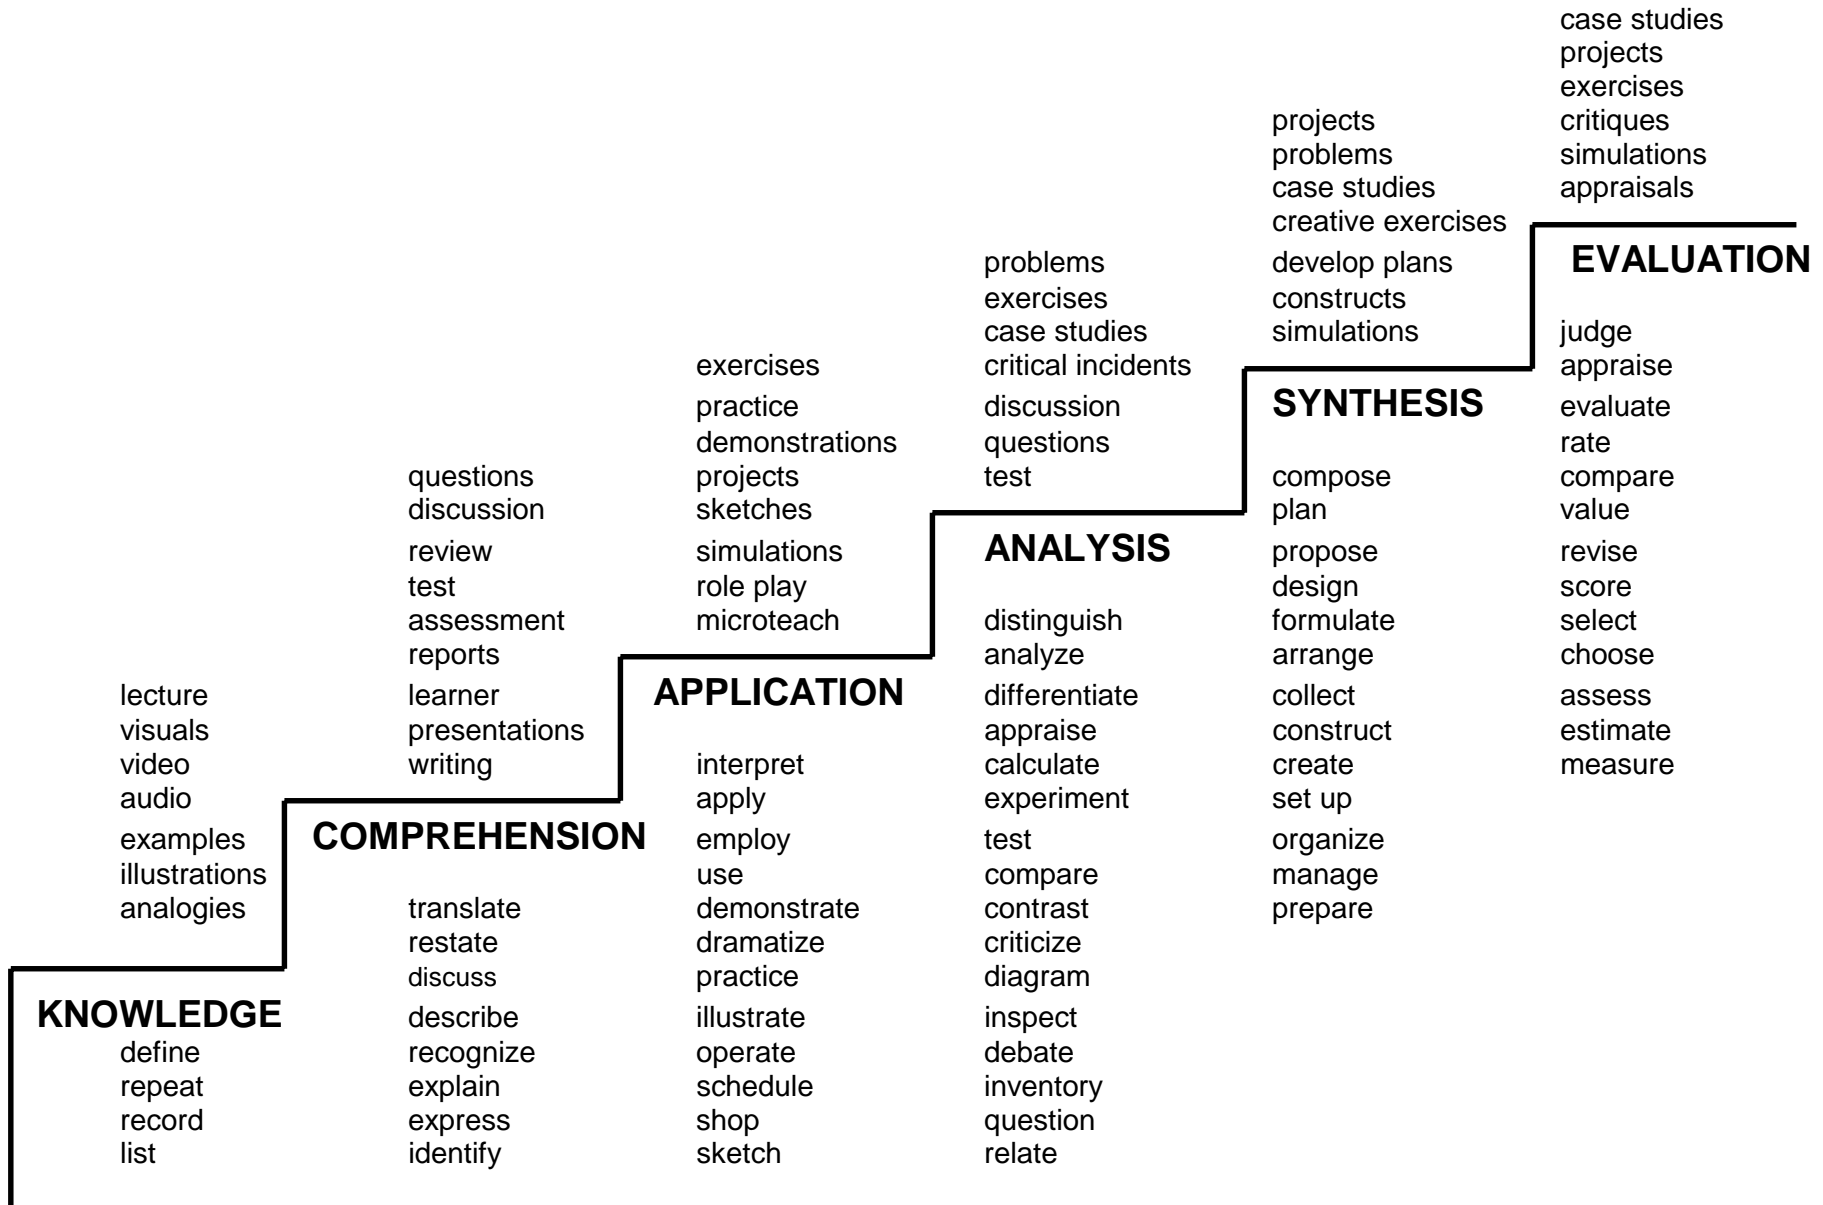 lecture
visuals
video
audio
examples
illustrations
analogies
KNOWLEDGE
define
repeat
record
list
questions
discussion
review
test
assessment
reports
learner
presentations
writing
COMPREHENSION
translate
restate
discuss
describe
recognize
explain
express
identify
exercises
practice
demonstrations
projects
sketches
simulations
role play
microteach
APPLICATION
interpret
apply
employ
use
demonstrate
dramatize
practice
illustrate
operate
schedule
shop
sketch
problems
exercises
case studies
critical incidents
discussion
questions
test
ANALYSIS
distinguish
analyze
differentiate
appraise
calculate
experiment
test
compare
contrast
criticize
diagram
inspect
debate
inventory
question
relate
projects
problems
case studies
creative exercises
develop plans
constructs
simulations
SYNTHESIS
compose
plan
propose
design
formulate
arrange
collect
construct
create
set up
organize
manage
prepare
case studies
projects
exercises
critiques
simulations
appraisals
EVALUATION
judge
appraise
evaluate
rate
compare
value
revise
score
select
choose
assess
estimate
measure